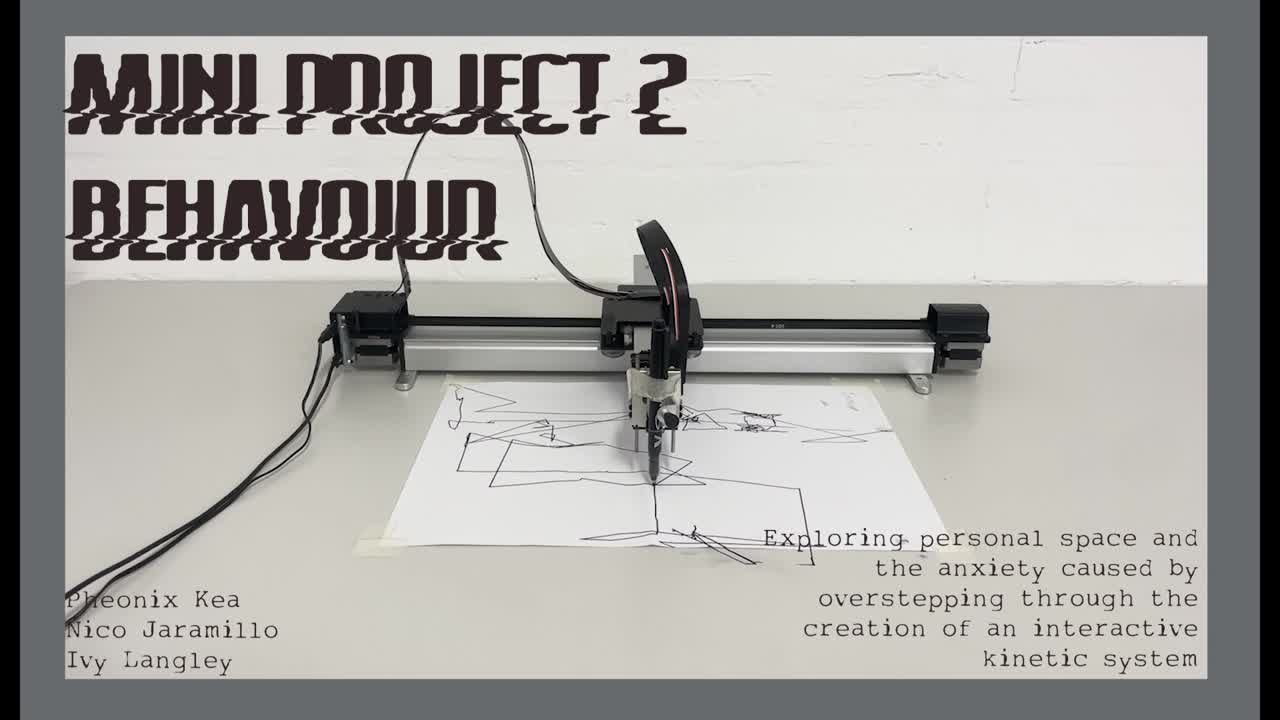 MINI PROJECT 2
BEHAVOIUR
Pheonix Kea
Nico Jaramillo
Ivy Langley
Exploring personal space and
the anxiety caused by
overstepping through the
creation of an interactive
kinetic system